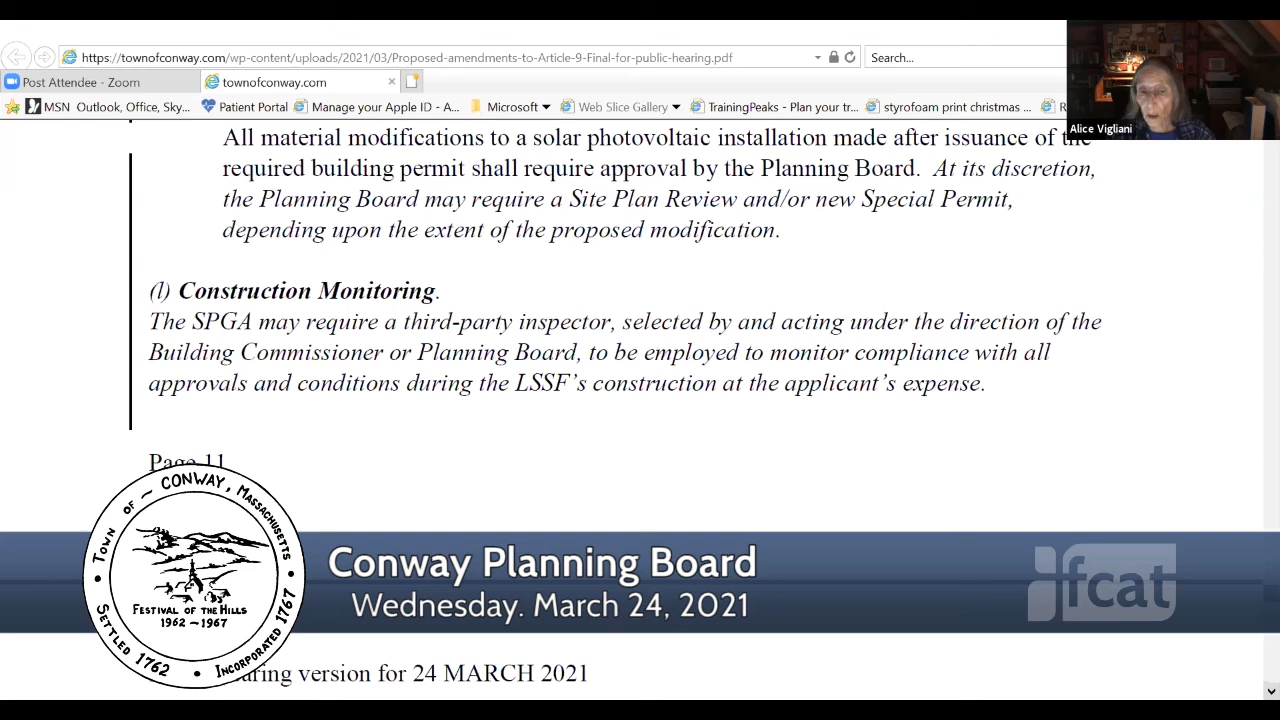 https://townofconway.com/wp-content/uploads/2021/03/Proposed-amendments-to-Article-9-Final-for-public-hearing.pdf
Search...
Post Attendee - Zoom
townofconway.com
MSN
Outlook, Office, Sky...
Patient Portal
Manage your Apple ID - A...
Microsoft
Web Slice Gallery
TrainingPeaks - Plan your tr...
styrofoam print christmas ...
Alice Vigliani
All material modifications to a solar photovoltaic installation made after issuance of the
required building permit shall require approval by the Planning Board. At its discretion,
the Planning Board may require a Site Plan Review and/or new Special Permit,
depending upon the extent of the proposed modification.
(l) Construction Monitoring.
The SPGA may require a third-party inspector, selected by and acting under the direction of the
Building Commissioner or Planning Board, to be employed to monitor compliance with all
approvals and conditions during the LSSF's construction at the applicant's expense.
Page 11
TOWN OF ~ CONWAY, MASSACHUSETTS
FESTIVAL OF THE HILLS
1962 ~ 1967
SETTLED 1762 • INCORPORATED 1767
Conway Planning Board
Wednesday. March 24, 2021
fcat
version for 24 MARCH 2021